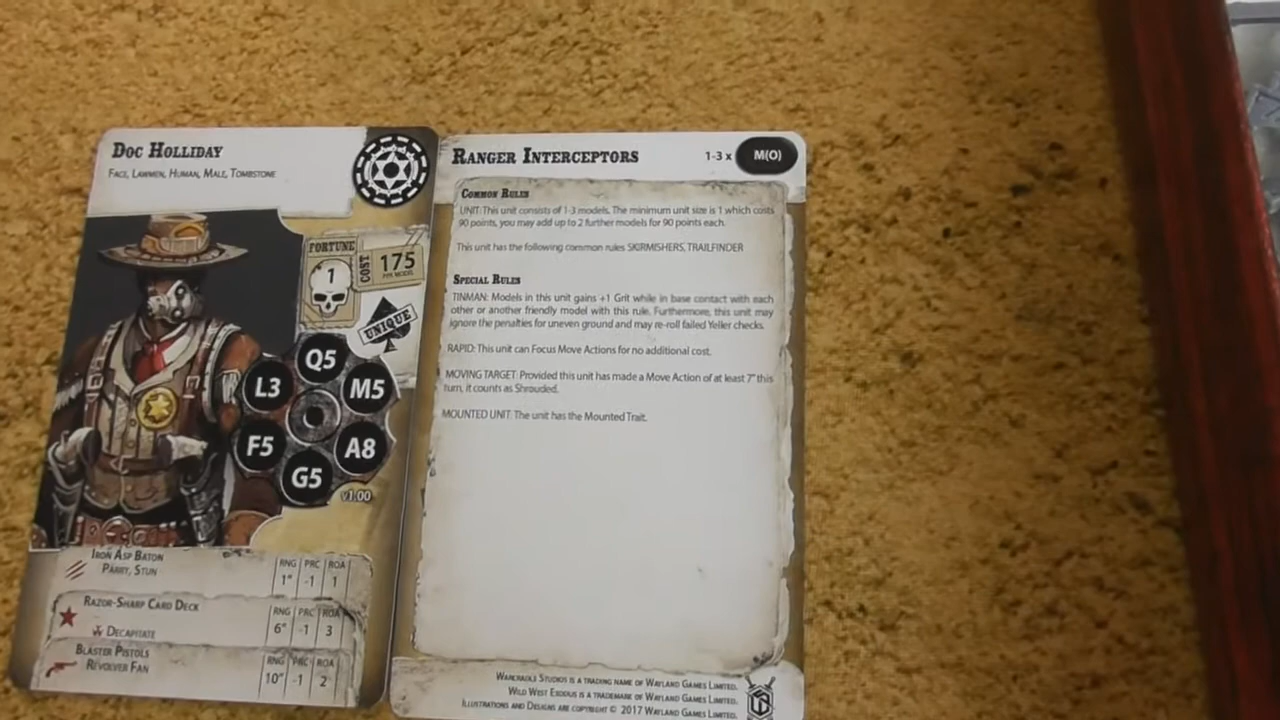 Doc Holliday
Face, Lawmen, Human, Male, Tombstone
FORTUNE
1
COST
175
PER MODEL
UNIQUE
Q5
L3
M5
F5
A8
G5
v1.00
Iron Asp Baton
Parry, Stun
RNG PRC ROA
1" -1 1
Razor-Sharp Card Deck
Decapitate
RNG PRC ROA
6" -1 3
Blaster Pistols
Revolver Fan
RNG PRC ROA
10" -1 2
Ranger Interceptors
1-3 x M(O)
Common Rules
UNIT: This unit consists of 1-3 models. The minimum unit size is 1 which costs
90 points, you may add up to 2 further models for 90 points each.
This unit has the following common rules SKIRMISHERS, TRAILFINDER
Special Rules
TINMAN: Models in this unit gains +1 Grit while in base contact with each
other or another friendly model with this rule. Furthermore, this unit may
ignore the penalties for uneven ground and may re-roll failed Yeller checks.
RAPID: This unit can Focus Move Actions for no additional cost.
MOVING TARGET: Provided this unit has made a Move Action of at least 7" this
turn, it counts as Shrouded.
MOUNTED UNIT: The unit has the Mounted Trait.
Warcradle Studios is a trading name of Wayland Games Limited.
Wild West Exodus is a trademark of Wayland Games Limited.
Illustrations and Designs are copyright © 2017 Wayland Games Limited.